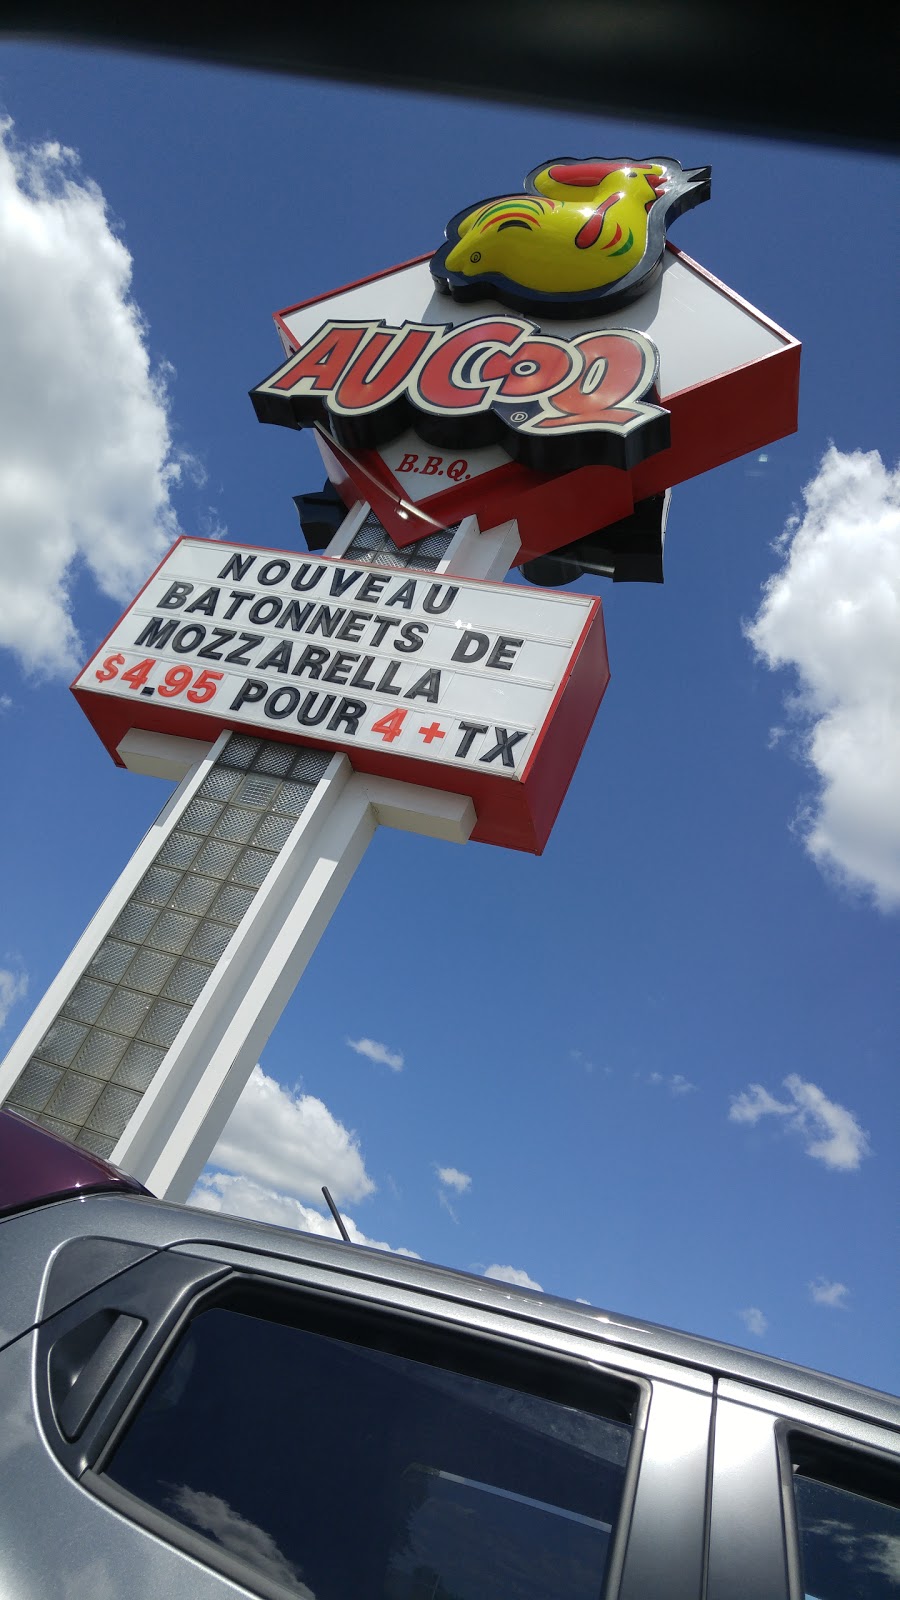 AU COQ
B.B.Q.
NOUVEAU
BATONNETS DE
MOZZARELLA
$4.95 POUR 4 + TX